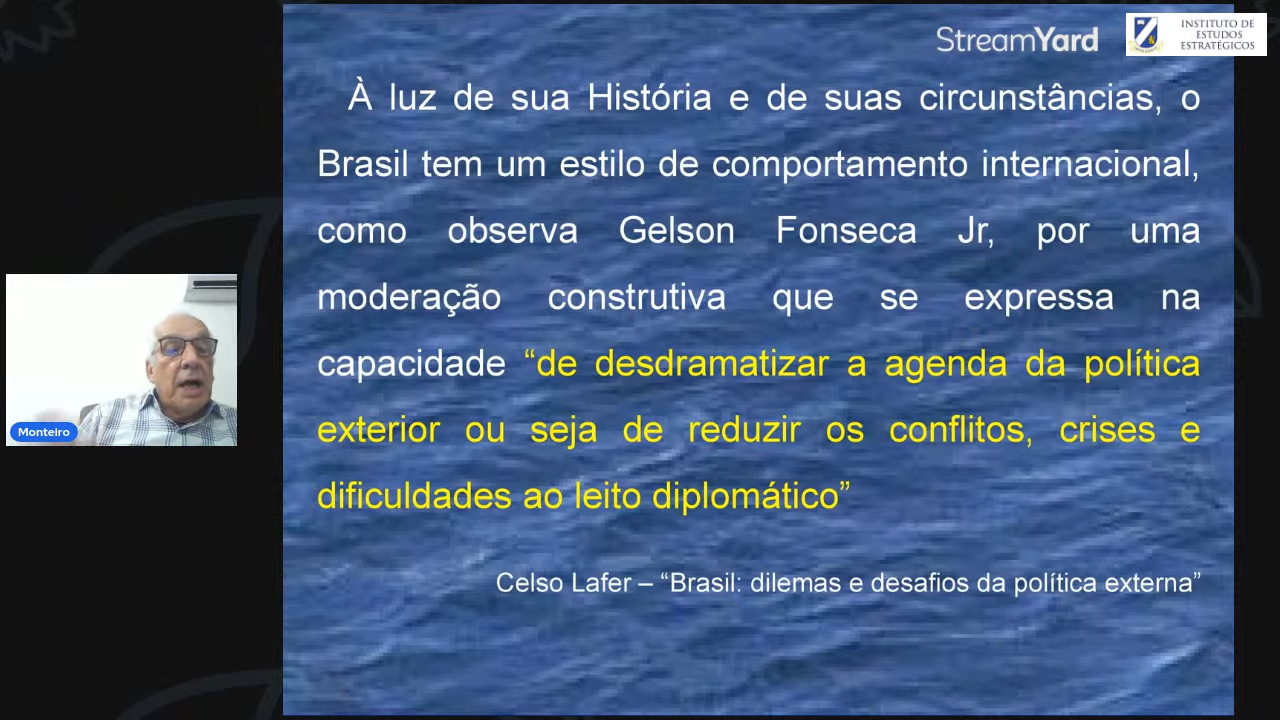 StreamYard
INSTITUTO DE
ESTUDOS
ESTRATÉGICOS
À luz de sua História e de suas circunstâncias, o
Brasil tem um estilo de comportamento internacional,
como observa Gelson Fonseca Jr, por uma
moderação construtiva que se expressa na
capacidade “de desdramatizar a agenda da política
exterior ou seja de reduzir os conflitos, crises e
dificuldades ao leito diplomático”
Celso Lafer – “Brasil: dilemas e desafios da política externa”
Monteiro